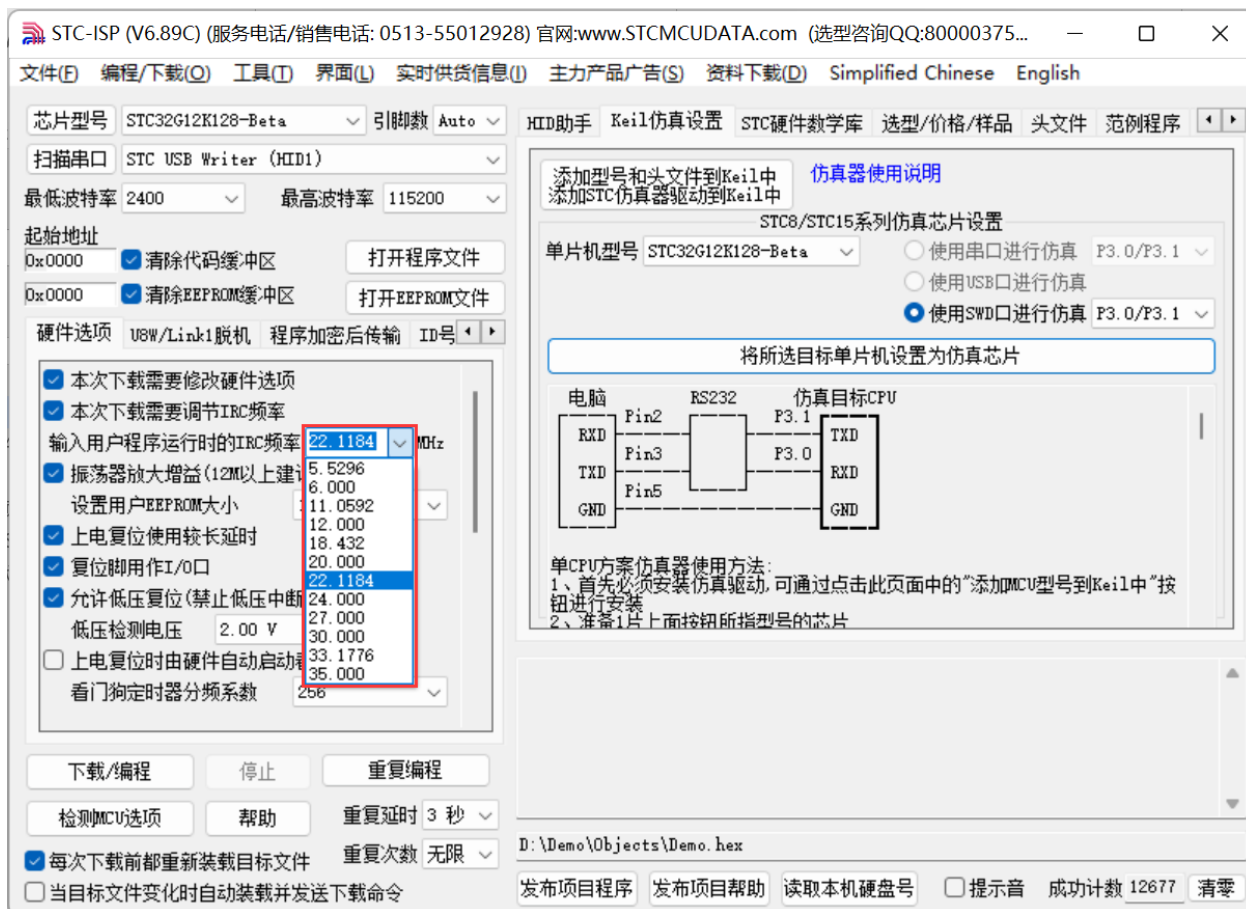 STC-ISP (V6.89C) (服务电话/销售电话: 0513-55012928) 官网:www.STCMCUDATA.com (选型咨询QQ:80000375...
文件(F) 编程/下载(O) 工具(T) 界面(L) 实时供货信息(I) 主力产品广告(S) 资料下载(D) Simplified Chinese English
芯片型号 STC32G12K128-Beta 引脚数 Auto
扫描串口 STC USB Writer (HID1)
最低波特率 2400 最高波特率 115200
起始地址
0x0000 清除代码缓冲区 打开程序文件
0x0000 清除EEPROM缓冲区 打开EEPROM文件
硬件选项 U8W/Link1脱机 程序加密后传输 ID号
本次下载需要修改硬件选项
本次下载需要调节IRC频率
输入用户程序运行时的IRC频率 22.1184 MHz
振荡器放大增益(12M以上建
设置用户EEPROM大小
上电复位使用较长延时
复位脚用作I/O口
允许低压复位(禁止低压中断
低压检测电压 2.00 V
上电复位时由硬件自动启动
看门狗定时器分频系数 256
5.5296
6.000
11.0592
12.000
18.432
20.000
22.1184
24.000
27.000
30.000
33.1776
35.000
下载/编程 停止 重复编程
检测MCU选项 帮助 重复延时 3 秒
每次下载前都重新装载目标文件 重复次数 无限
当目标文件变化时自动装载并发送下载命令
HID助手 Keil仿真设置 STC硬件数学库 选型/价格/样品 头文件 范例程序
添加型号和头文件到Keil中
添加STC仿真器驱动到Keil中
仿真器使用说明
STC8/STC15系列仿真芯片设置
单片机型号 STC32G12K128-Beta 使用串口进行仿真 P3.0/P3.1
使用USB口进行仿真
使用SWD口进行仿真 P3.0/P3.1
将所选目标单片机设置为仿真芯片
电脑 RS232 仿真目标CPU
RXD Pin2 P3.1 TXD
TXD Pin3 P3.0 RXD
GND Pin5 GND
单CPU方案仿真器使用方法:
1、首先必须安装仿真驱动,可通过点击此页面中的"添加MCU型号到Keil中"按
钮进行安装
2、准备1片上面按钮所指型号的芯片
D:\Demo\Objects\Demo.hex
发布项目程序 发布项目帮助 读取本机硬盘号 提示音 成功计数 12677 清零